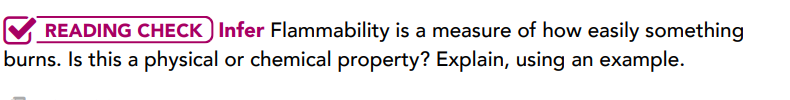 READING CHECK Infer Flammability is a measure of how easily something
burns. Is this a physical or chemical property? Explain, using an example.